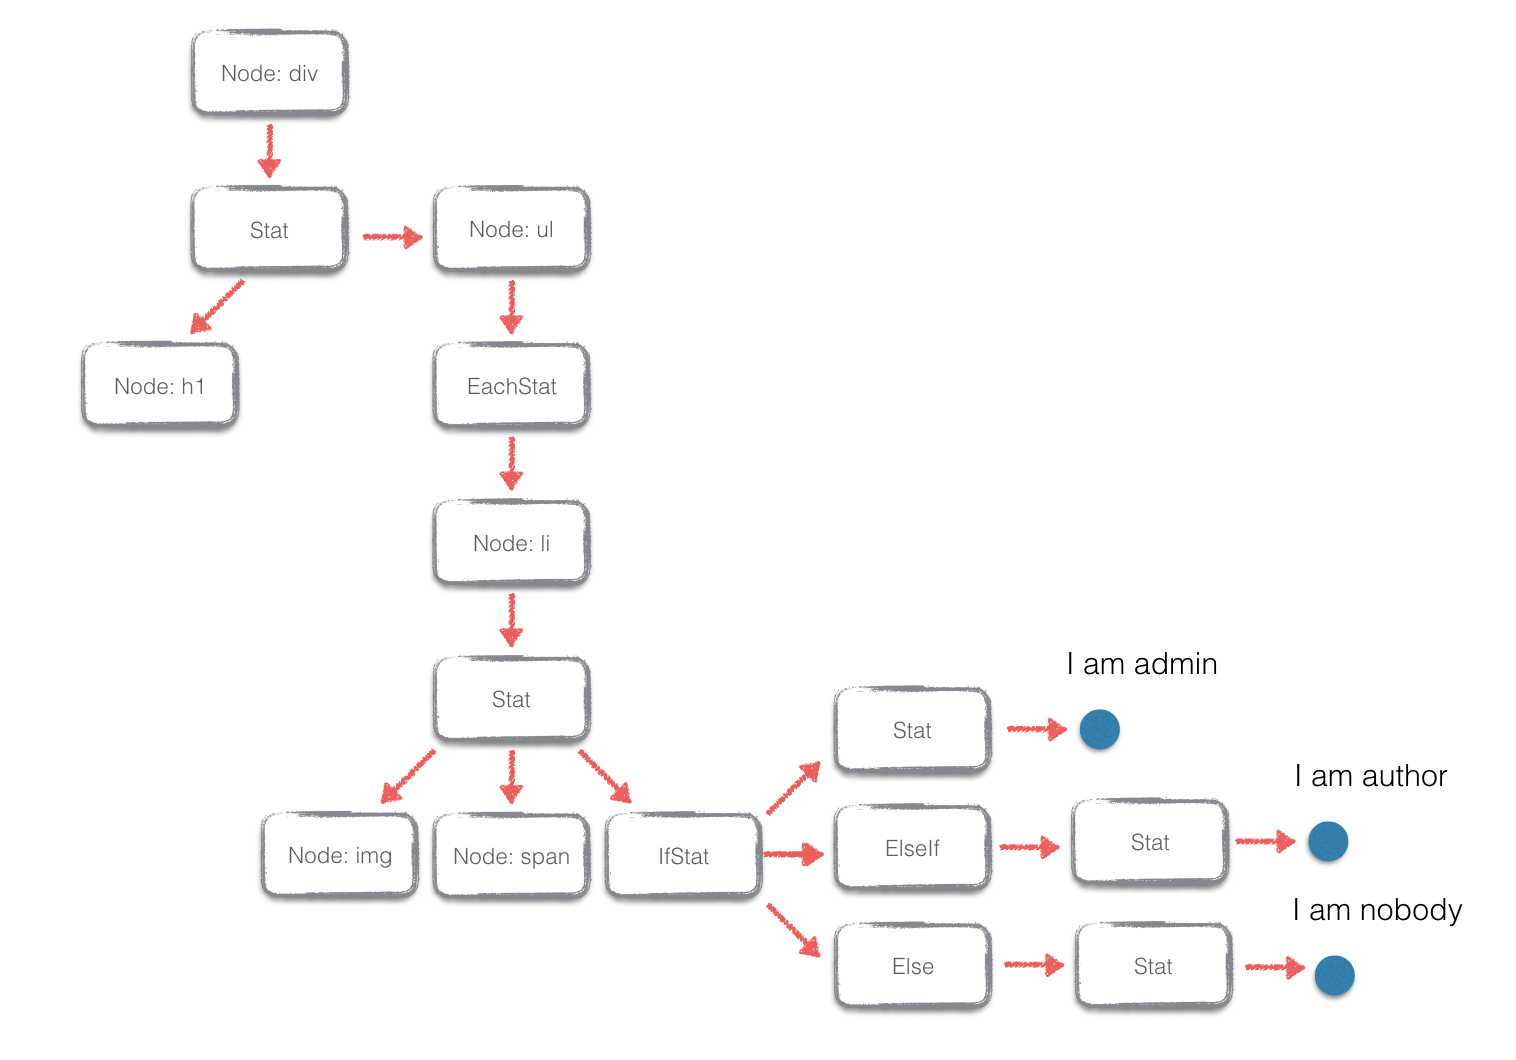 Node: div
Stat
Node: ul
Node: h1
EachStat
Node: li
Stat
Node: img
Node: span
IfStat
Stat
I am admin
ElseIf
Stat
I am author
Else
Stat
I am nobody